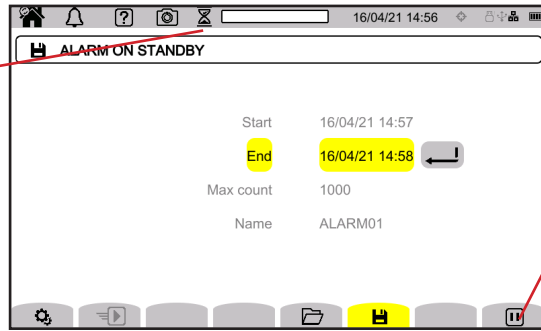 16/04/21 14:56
ALARM ON STANDBY
Start 16/04/21 14:57
End 16/04/21 14:58
Max count 1000
Name ALARM01